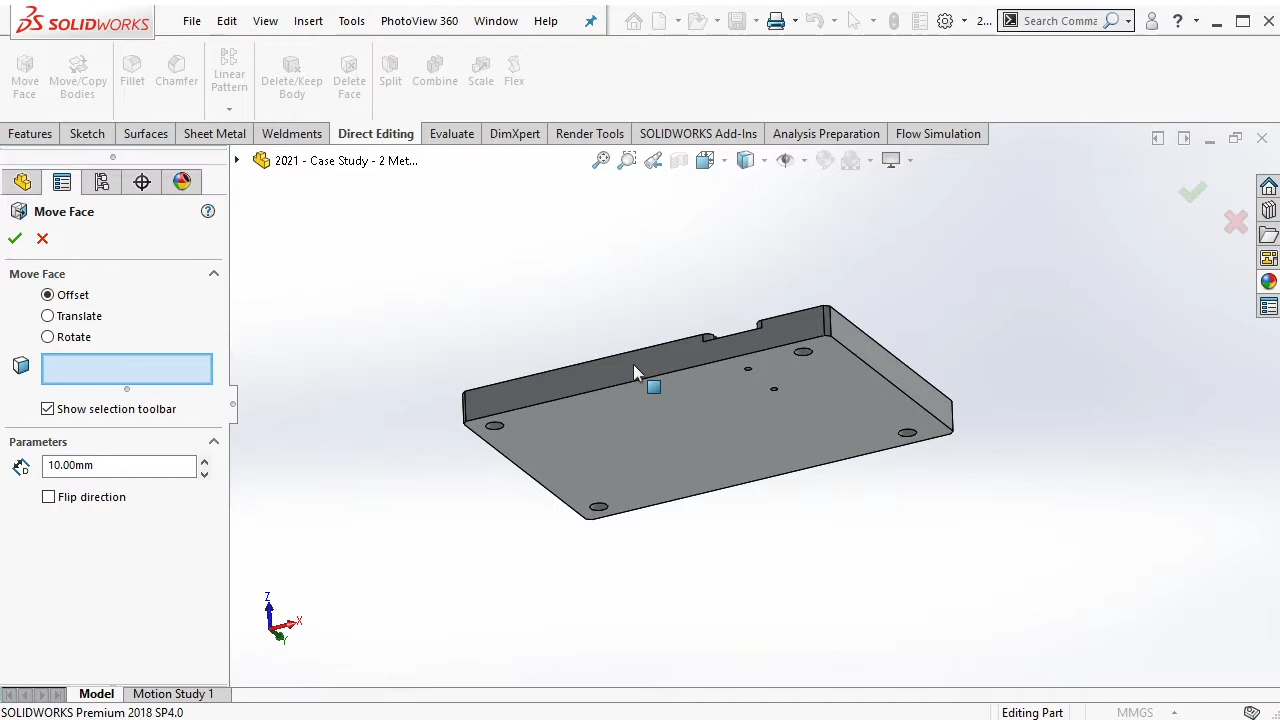 SOLIDWORKS
File Edit View Insert Tools PhotoView 360 Window Help
2...
Search Comma
Move Face
Move/Copy Bodies
Fillet
Chamfer
Linear Pattern
Delete/Keep Body
Delete Face
Split
Combine
Scale
Flex
Features Sketch Surfaces Sheet Metal Weldments Direct Editing Evaluate DimXpert Render Tools SOLIDWORKS Add-Ins Analysis Preparation Flow Simulation
2021 - Case Study - 2 Met...
Move Face
Move Face
Offset
Translate
Rotate
Show selection toolbar
Parameters
10.00mm
Flip direction
Z
X
Y
Model Motion Study 1
SOLIDWORKS Premium 2018 SP4.0
Editing Part
MMGS